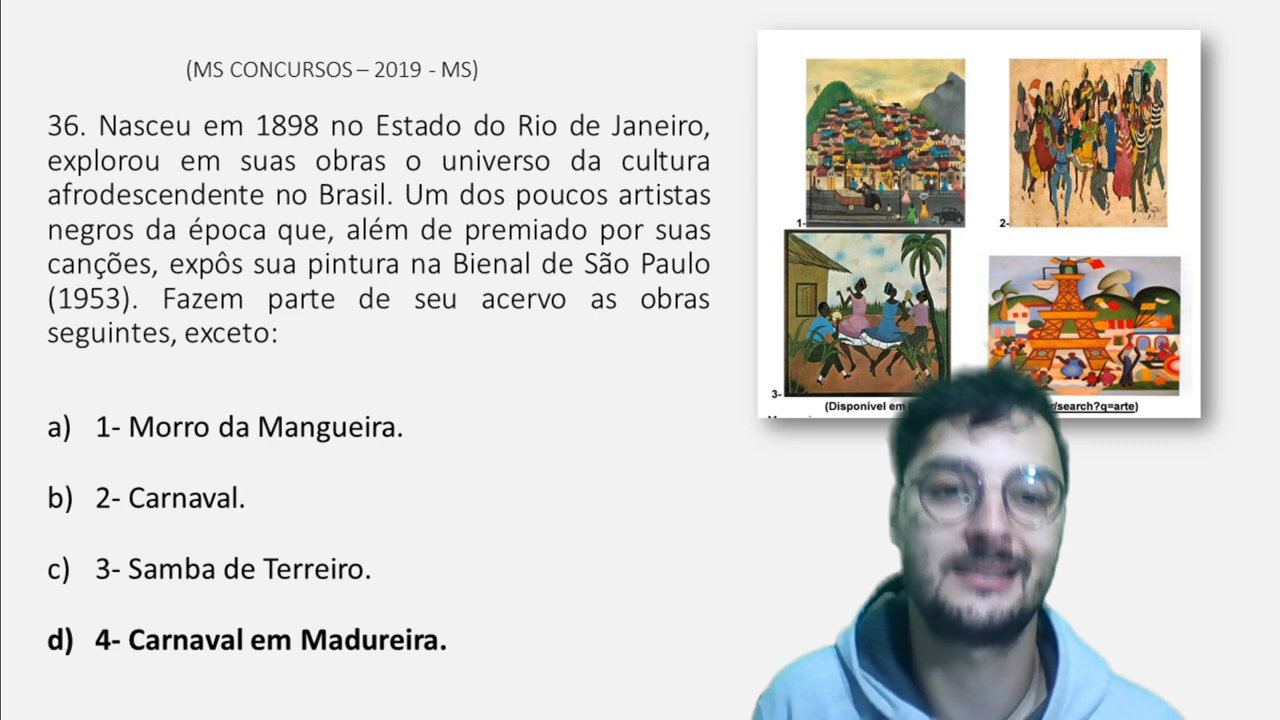 (MS CONCURSOS – 2019 - MS)
36. Nasceu em 1898 no Estado do Rio de Janeiro,
explorou em suas obras o universo da cultura
afrodescendente no Brasil. Um dos poucos artistas
negros da época que, além de premiado por suas
canções, expôs sua pintura na Bienal de São Paulo
(1953). Fazem parte de seu acervo as obras
seguintes, exceto:
a) 1- Morro da Mangueira.
b) 2- Carnaval.
c) 3- Samba de Terreiro.
d) 4- Carnaval em Madureira.
1-
2-
3-
(Disponível em
r/search?q=arte)